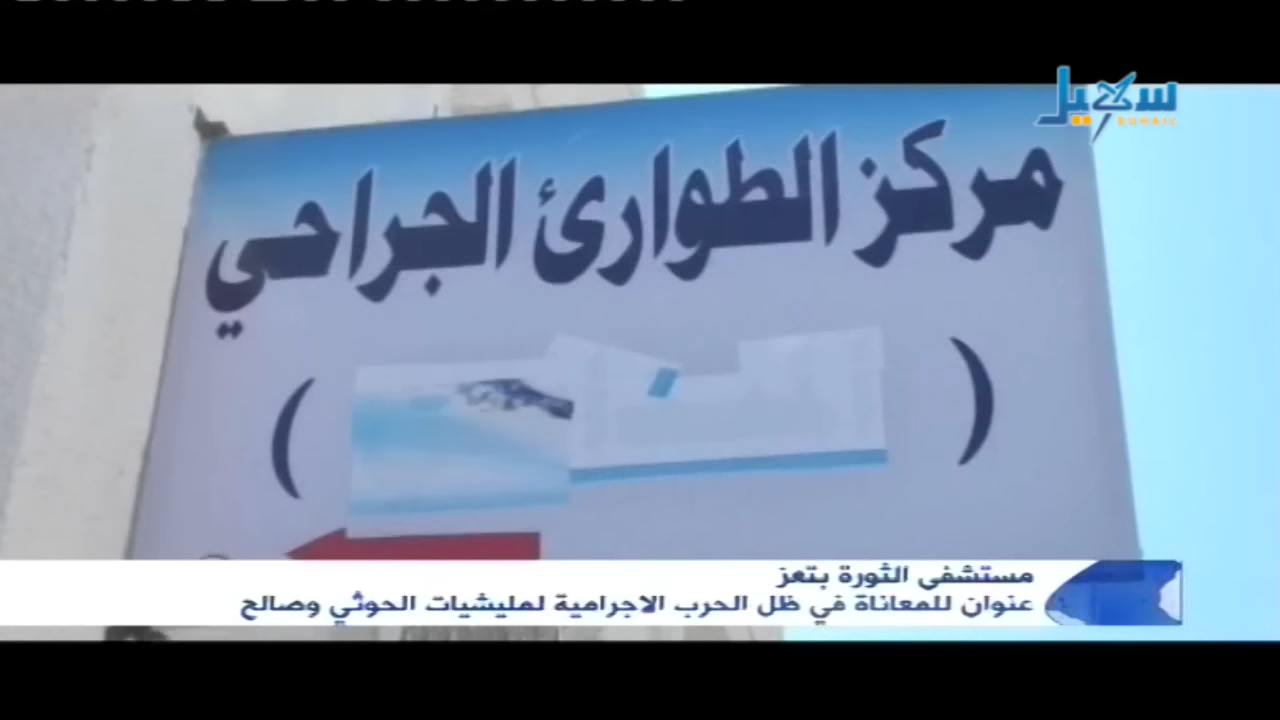 سهيل
SUHAIL
مركز الطوارئ الجراحي
( )
مستشفى الثورة بتعز
عنوان للمعاناة في ظل الحرب الاجرامية لمليشيات الحوثي وصالح